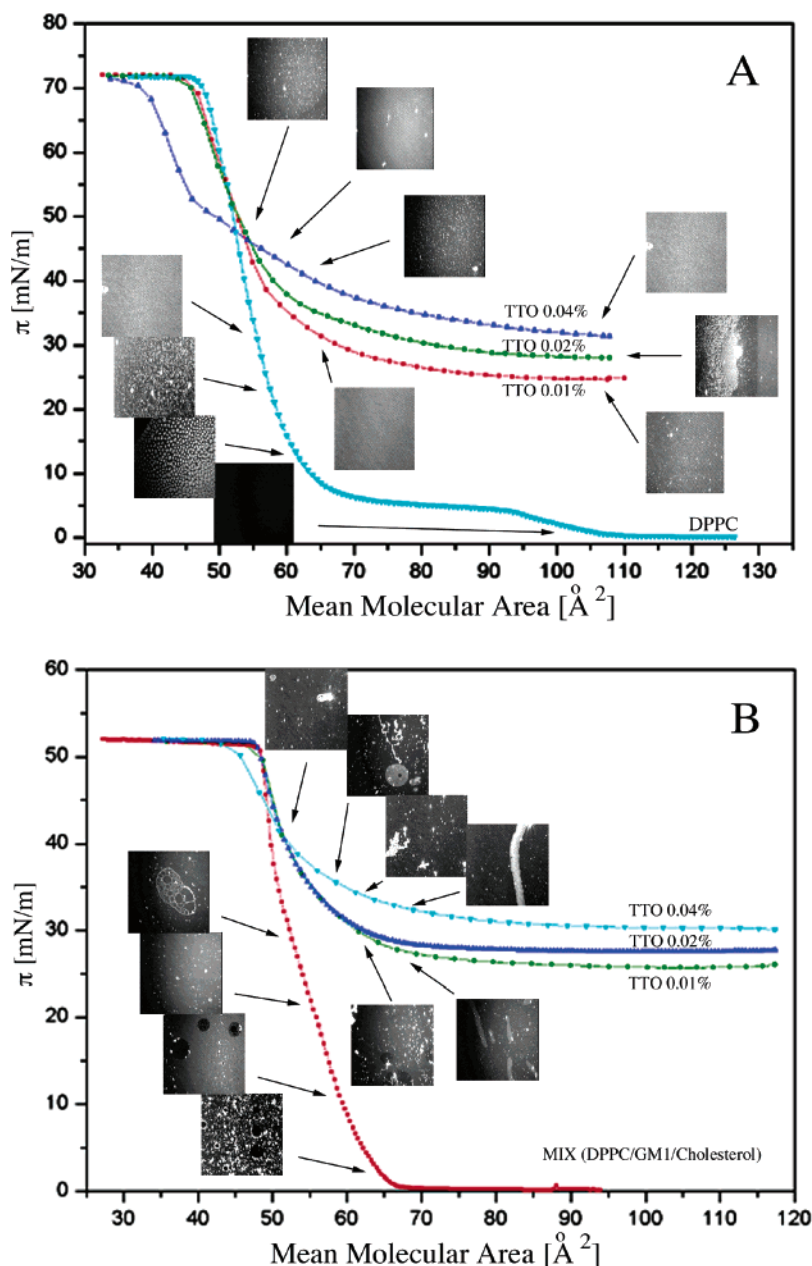 A
80
70
60
50
40
30
20
10
0
π [mN/m]
TTO 0.04%
TTO 0.02%
TTO 0.01%
DPPC
30 40 50 60 70 80 90 100 110 120 130
Mean Molecular Area [Å ²]
B
60
50
40
30
20
10
0
π [mN/m]
TTO 0.04%
TTO 0.02%
TTO 0.01%
MIX (DPPC/GM1/Cholesterol)
30 40 50 60 70 80 90 100 110 120
Mean Molecular Area [Å ²]